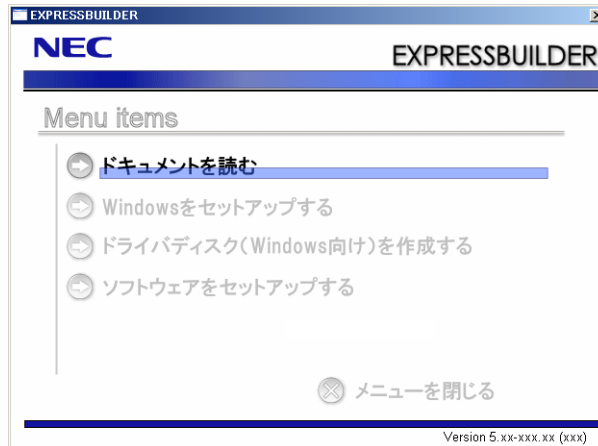 EXPRESSBUILDER
NEC
EXPRESSBUILDER
Menu items
ドキュメントを読む
Windowsをセットアップする
ドライバディスク(Windows向け)を作成する
ソフトウェアをセットアップする
メニューを閉じる
Version 5.xx-xxx.xx (xxx)